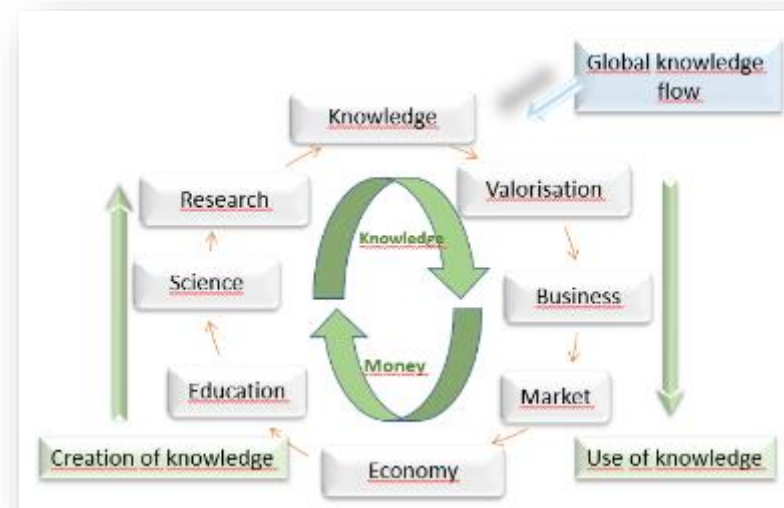 Global knowledge
flow
Knowledge
Valorisation
Research
Knowledge
Science
Business
Money
Education
Market
Creation of knowledge
Economy
Use of knowledge